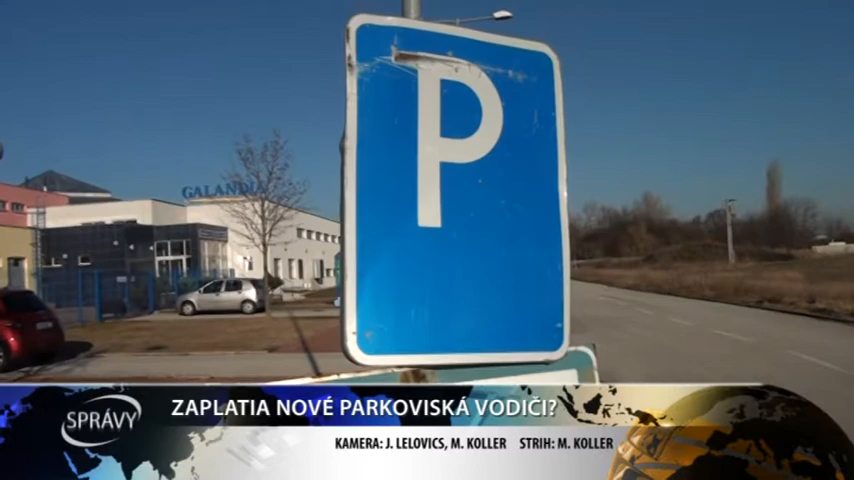 P
GALANDIA
SPRÁVY
ZAPLATIA NOVÉ PARKOVISKÁ VODIČI?
KAMERA: J. LELOVICS, M. KOLLER STRIH: M. KOLLER